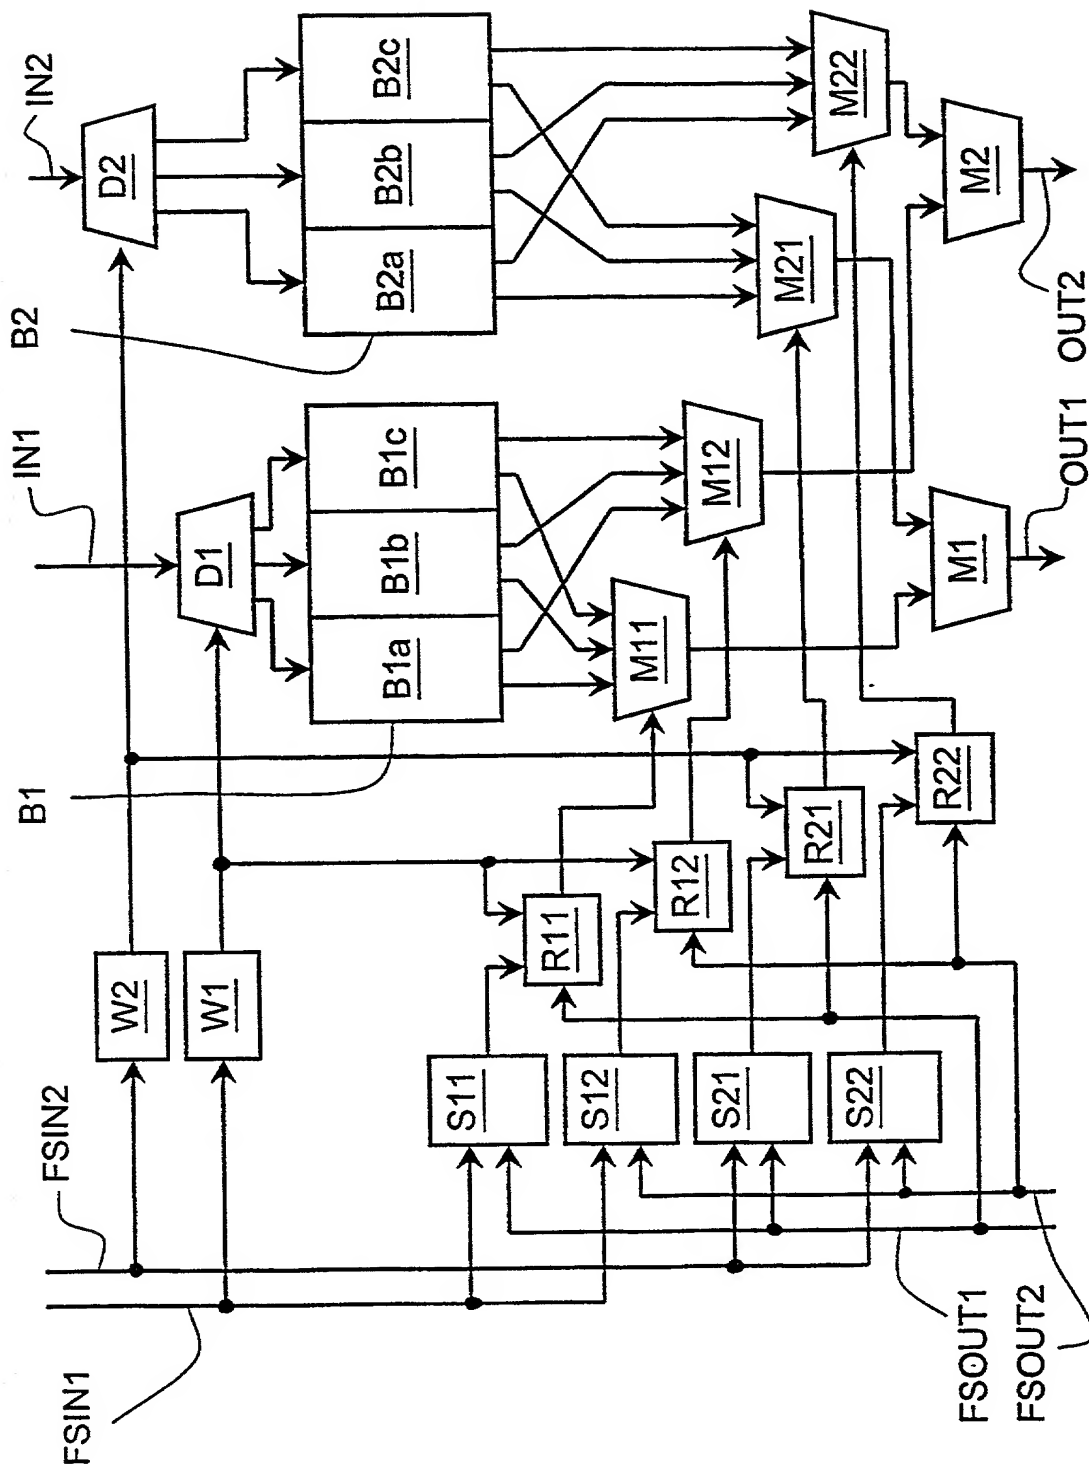 IN2
D2
B2
B2a
B2b
B2c
M21
M22
M2
OUT2
IN1
D1
B1
B1a
B1b
B1c
M11
M12
M1
OUT1
W2
W1
R11
R12
R21
R22
S11
S12
S21
S22
FSIN2
FSIN1
FSOUT1
FSOUT2